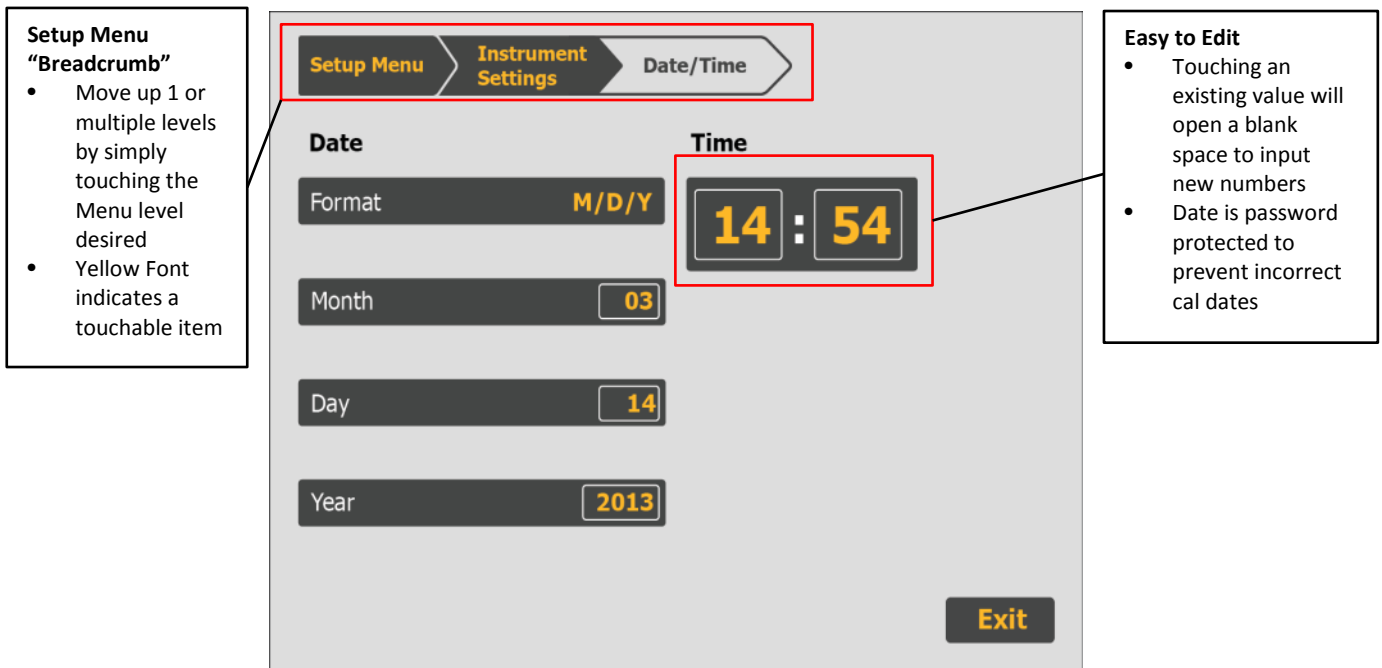 Setup Menu
“Breadcrumb”
• Move up 1 or
multiple levels
by simply
touching the
Menu level
desired
• Yellow Font
indicates a
touchable item
Setup Menu
Instrument
Settings
Date/Time
Date
Time
Format M/D/Y
14 : 54
Month 03
Day 14
Year 2013
Exit
Easy to Edit
• Touching an
existing value will
open a blank
space to input
new numbers
• Date is password
protected to
prevent incorrect
cal dates